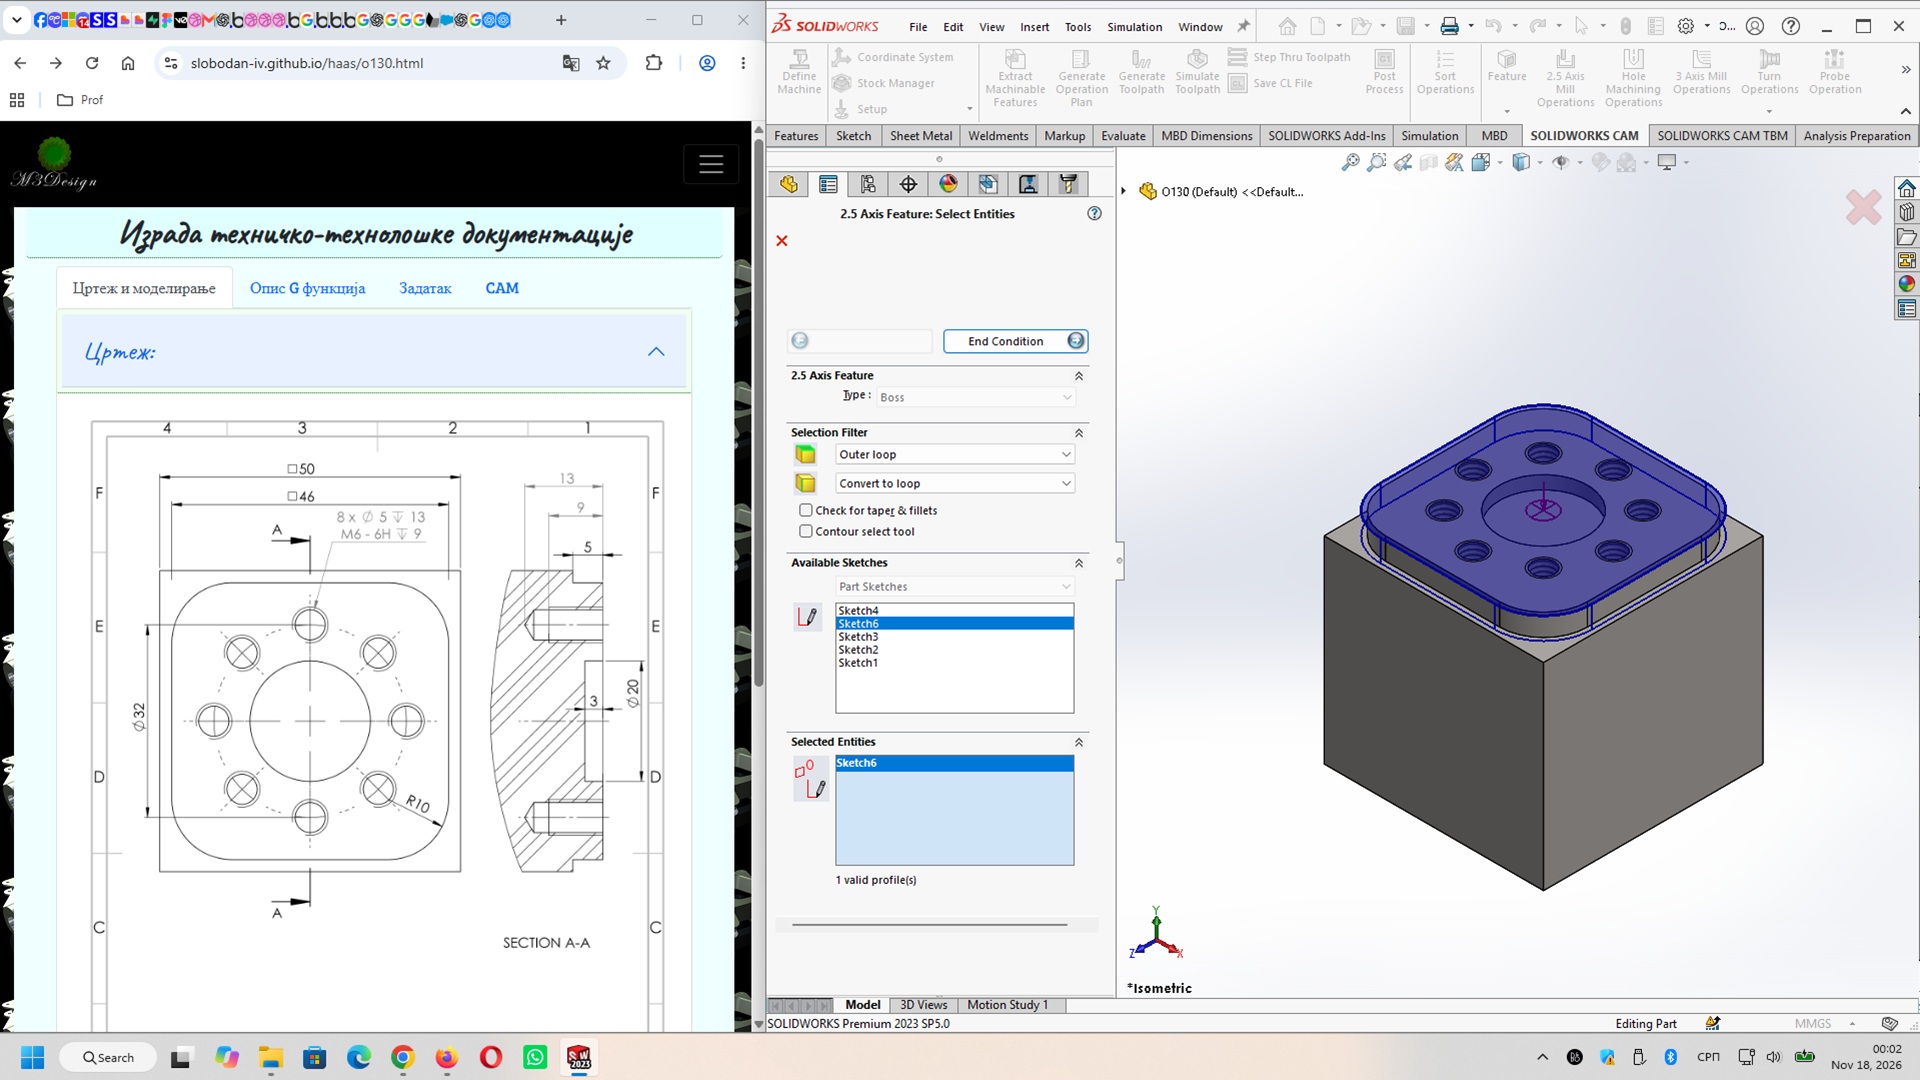 slobodan-iv.github.io/haas/o130.html
Prof
M3Design
Израда техничко-технолошке документације
Цртеж и моделирање
Опис G функција
Задатак
CAM
Цртеж:
4
3
2
1
□50
□46
8 x ∅ 5 ↧ 13
M6 - 6H ↧ 9
A
13
9
5
F
F
E
E
∅32
3
∅20
D
D
R10
A
C
C
SECTION A-A
SOLIDWORKS
File
Edit
View
Insert
Tools
Simulation
Window
Define Machine
Coordinate System
Stock Manager
Setup
Extract Machinable Features
Generate Operation Plan
Generate Toolpath
Simulate Toolpath
Step Thru Toolpath
Save CL File
Post Process
Sort Operations
Feature
2.5 Axis Mill Operations
Hole Machining Operations
3 Axis Mill Operations
Turn Operations
Probe Operation
Features
Sketch
Sheet Metal
Weldments
Markup
Evaluate
MBD Dimensions
SOLIDWORKS Add-Ins
Simulation
MBD
SOLIDWORKS CAM
SOLIDWORKS CAM TBM
Analysis Preparation
2.5 Axis Feature: Select Entities
End Condition
2.5 Axis Feature
Type :
Boss
Selection Filter
Outer loop
Convert to loop
Check for taper & fillets
Contour select tool
Available Sketches
Part Sketches
Sketch4
Sketch6
Sketch3
Sketch2
Sketch1
Selected Entities
Sketch6
1 valid profile(s)
O130 (Default) <<Default...
Y
Z
X
*Isometric
Model
3D Views
Motion Study 1
SOLIDWORKS Premium 2023 SP5.0
Editing Part
MMGS
Search
СРП
00:02
Nov 18, 2026